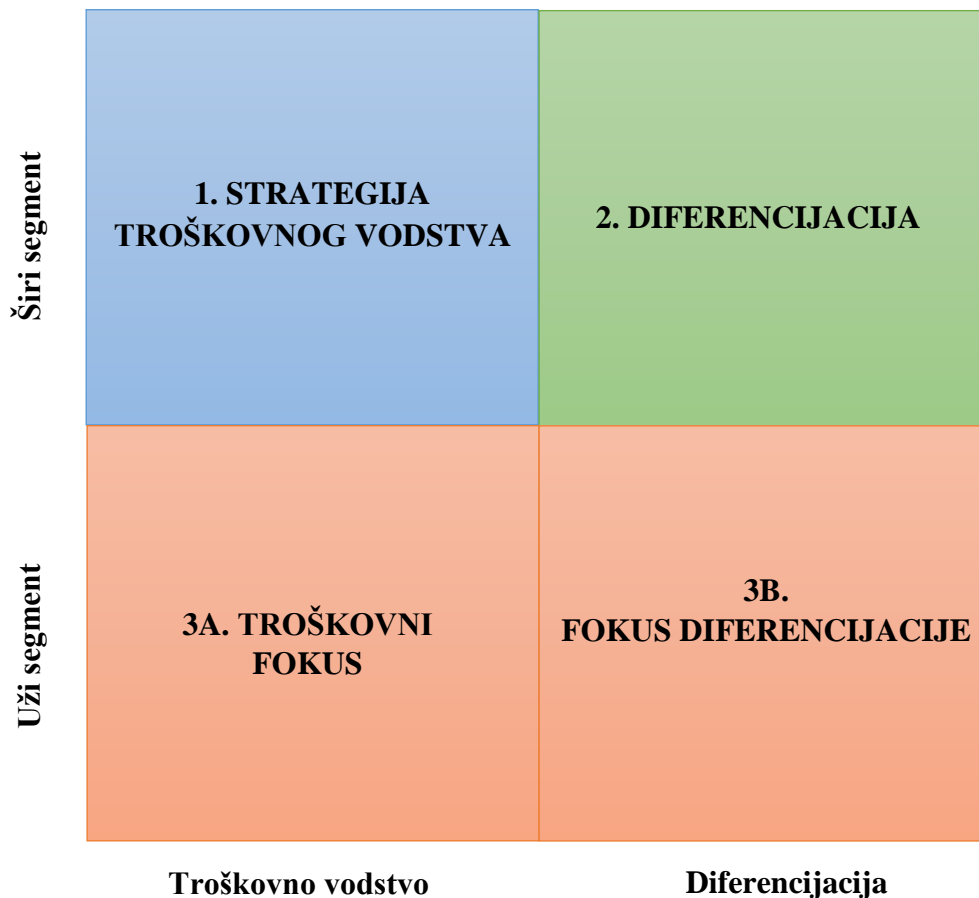 Širi segment
1. STRATEGIJA
TROŠKOVNOG VODSTVA
2. DIFERENCIJACIJA
Uži segment
3A. TROŠKOVNI
FOKUS
3B.
FOKUS DIFERENCIJACIJE
Troškovno vodstvo
Diferencijacija